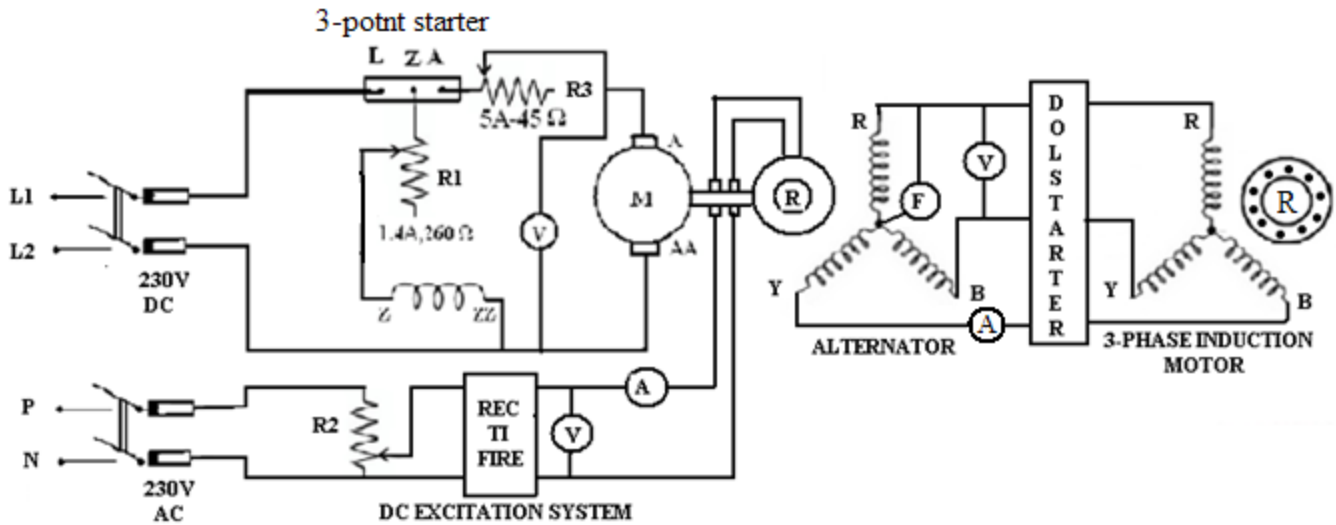 3-potnt starter
L Z A
R3
5A-45 Ω
R1
1.4A,260 Ω
L1
L2
230V
DC
Z
ZZ
V
A
M
AA
R
R
Y
B
F
V
A
ALTERNATOR
D
O
L
S
T
A
R
T
E
R
R
Y
B
R
3-PHASE INDUCTION
MOTOR
P
N
230V
AC
R2
REC
TI
FIRE
V
A
DC EXCITATION SYSTEM